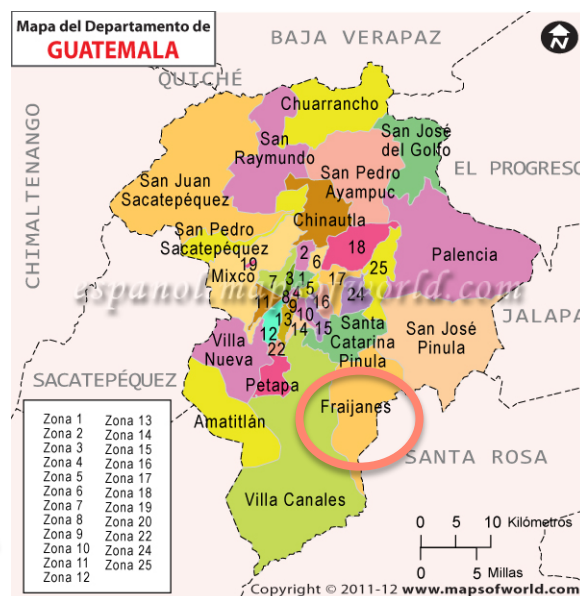 Mapa del Departamento de
GUATEMALA
BAJA VERAPAZ
N
QUICHÉ
CHIMALTENANGO
Chuarrancho
San José
del Golfo
San
Raymundo
EL PROGRESO
San Pedro
Ayampuc
San Juan
Sacatepéquez
Chinautla
San Pedro
Sacatepéquez
Palencia
18
2
6
25
19
Mixco
7
3
1
17
5
4
8
16
24
espanol.mapsofworld.com
11
9
10
13
12
14
15
22
JALAPA
Villa
Nueva
Santa
Catarina
Pinula
San José
Pinula
SACATEPÉQUEZ
Petapa
Fraijanes
Amatitlán
SANTA ROSA
Villa Canales
Zona 1
Zona 2
Zona 3
Zona 4
Zona 5
Zona 6
Zona 7
Zona 8
Zona 9
Zona 10
Zona 11
Zona 12
Zona 13
Zona 14
Zona 15
Zona 16
Zona 17
Zona 18
Zona 19
Zona 20
Zona 22
Zona 24
Zona 25
0 5 10 Kilómetros
0 5 Millas
Copyright © 2011-12 www.mapsofworld.com